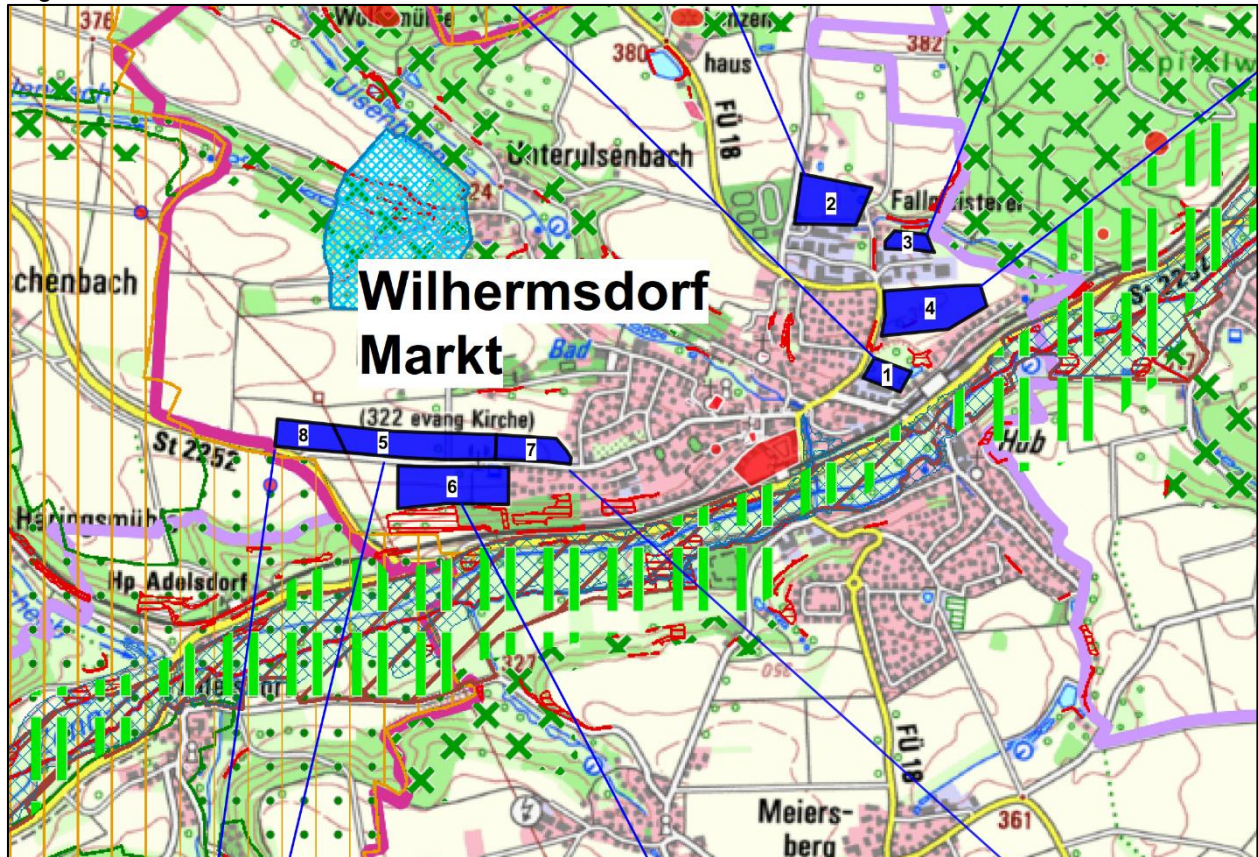 376
380
haus
382
FÜ 18
Unterulsenbach
2
3
4
1
Wilhermsdorf
Markt
Bad
chenbach
(322 evang Kirche)
8
5
7
6
St 2252
Hub
Hp Adelsdorf
327
350
FÜ 18
Meiers-
berg
361